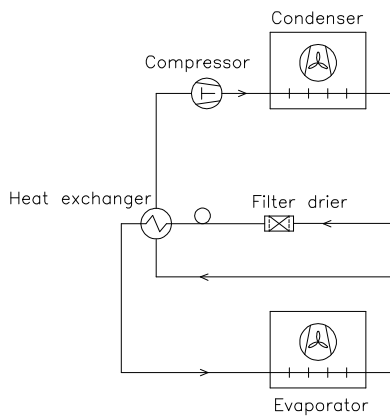 Condenser
Compressor
Heat exchanger
Filter drier
Evaporator